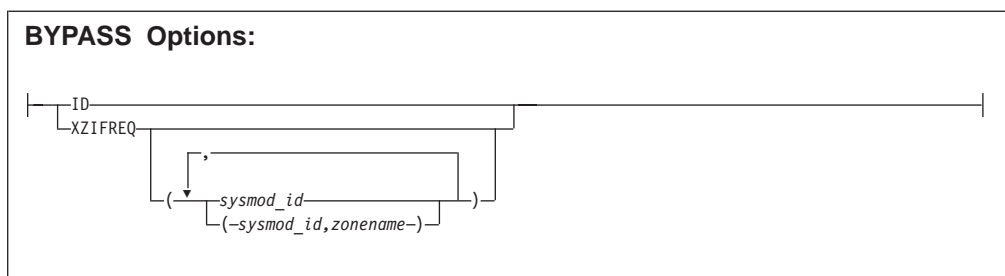 BYPASS Options:
ID
XZIFREQ
,
( sysmod_id )
(sysmod_id,zonename)